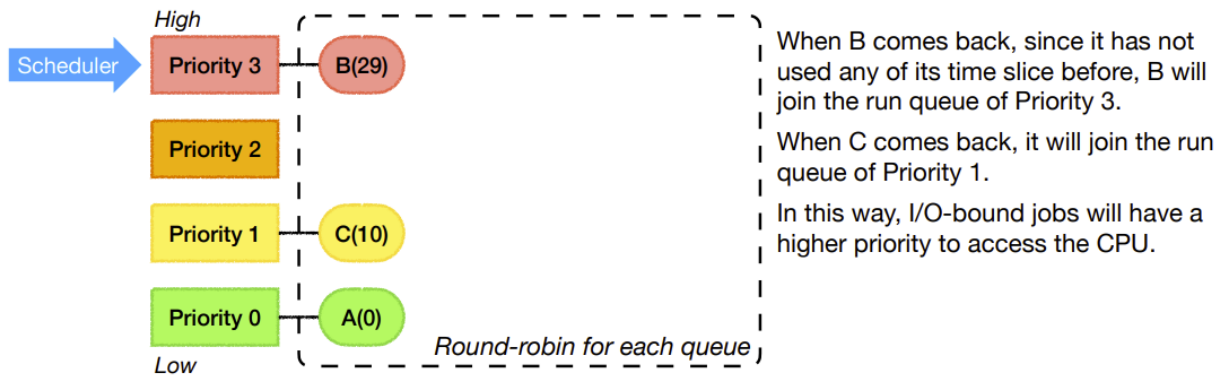 High
Scheduler
Priority 3
B(29)
Priority 2
Priority 1
C(10)
Priority 0
A(0)
Low
Round-robin for each queue
When B comes back, since it has not
used any of its time slice before, B will
join the run queue of Priority 3.
When C comes back, it will join the run
queue of Priority 1.
In this way, I/O-bound jobs will have a
higher priority to access the CPU.